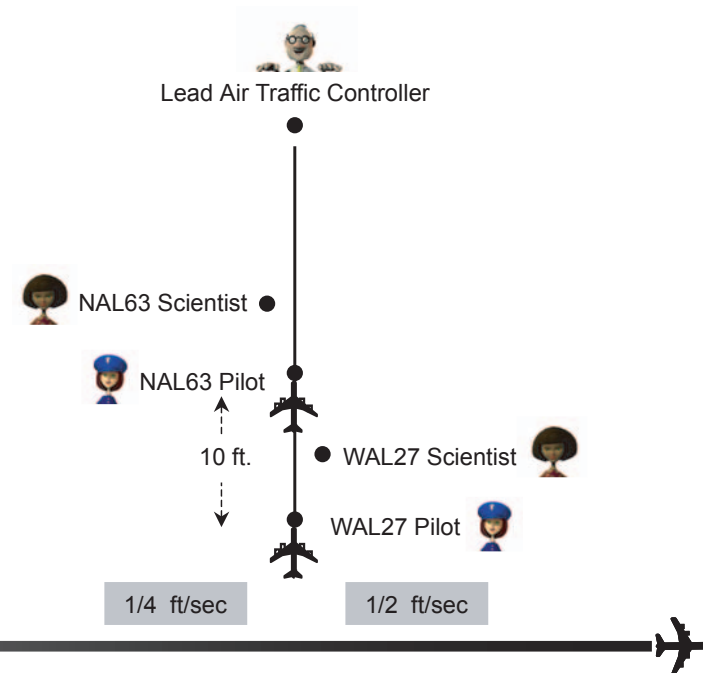 Lead Air Traffic Controller
NAL63 Scientist
NAL63 Pilot
10 ft.
WAL27 Scientist
WAL27 Pilot
1/4 ft/sec
1/2 ft/sec